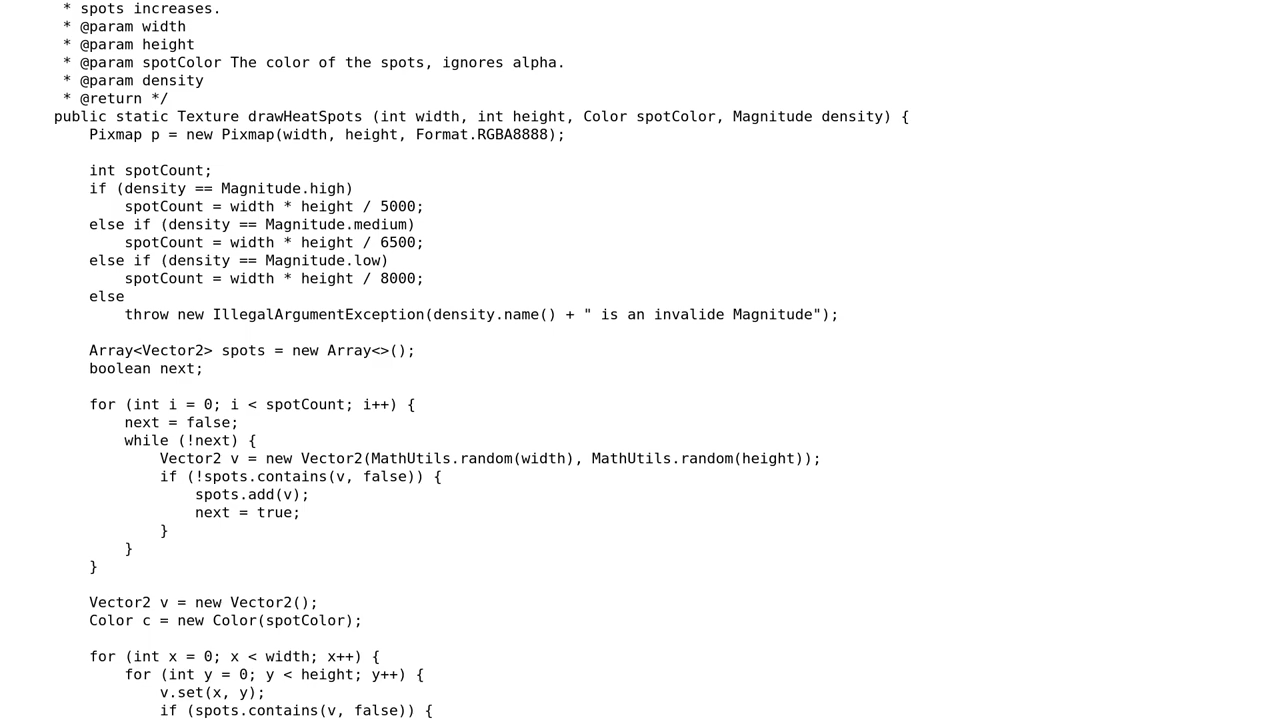 * spots increases.
 * @param width
 * @param height
 * @param spotColor The color of the spots, ignores alpha.
 * @param density
 * @return */
public static Texture drawHeatSpots (int width, int height, Color spotColor, Magnitude density) {
    Pixmap p = new Pixmap(width, height, Format.RGBA8888);

    int spotCount;
    if (density == Magnitude.high)
        spotCount = width * height / 5000;
    else if (density == Magnitude.medium)
        spotCount = width * height / 6500;
    else if (density == Magnitude.low)
        spotCount = width * height / 8000;
    else
        throw new IllegalArgumentException(density.name() + " is an invalide Magnitude");

    Array<Vector2> spots = new Array<>();
    boolean next;

    for (int i = 0; i < spotCount; i++) {
        next = false;
        while (!next) {
            Vector2 v = new Vector2(MathUtils.random(width), MathUtils.random(height));
            if (!spots.contains(v, false)) {
                spots.add(v);
                next = true;
            }
        }
    }

    Vector2 v = new Vector2();
    Color c = new Color(spotColor);

    for (int x = 0; x < width; x++) {
        for (int y = 0; y < height; y++) {
            v.set(x, y);
            if (spots.contains(v, false)) {